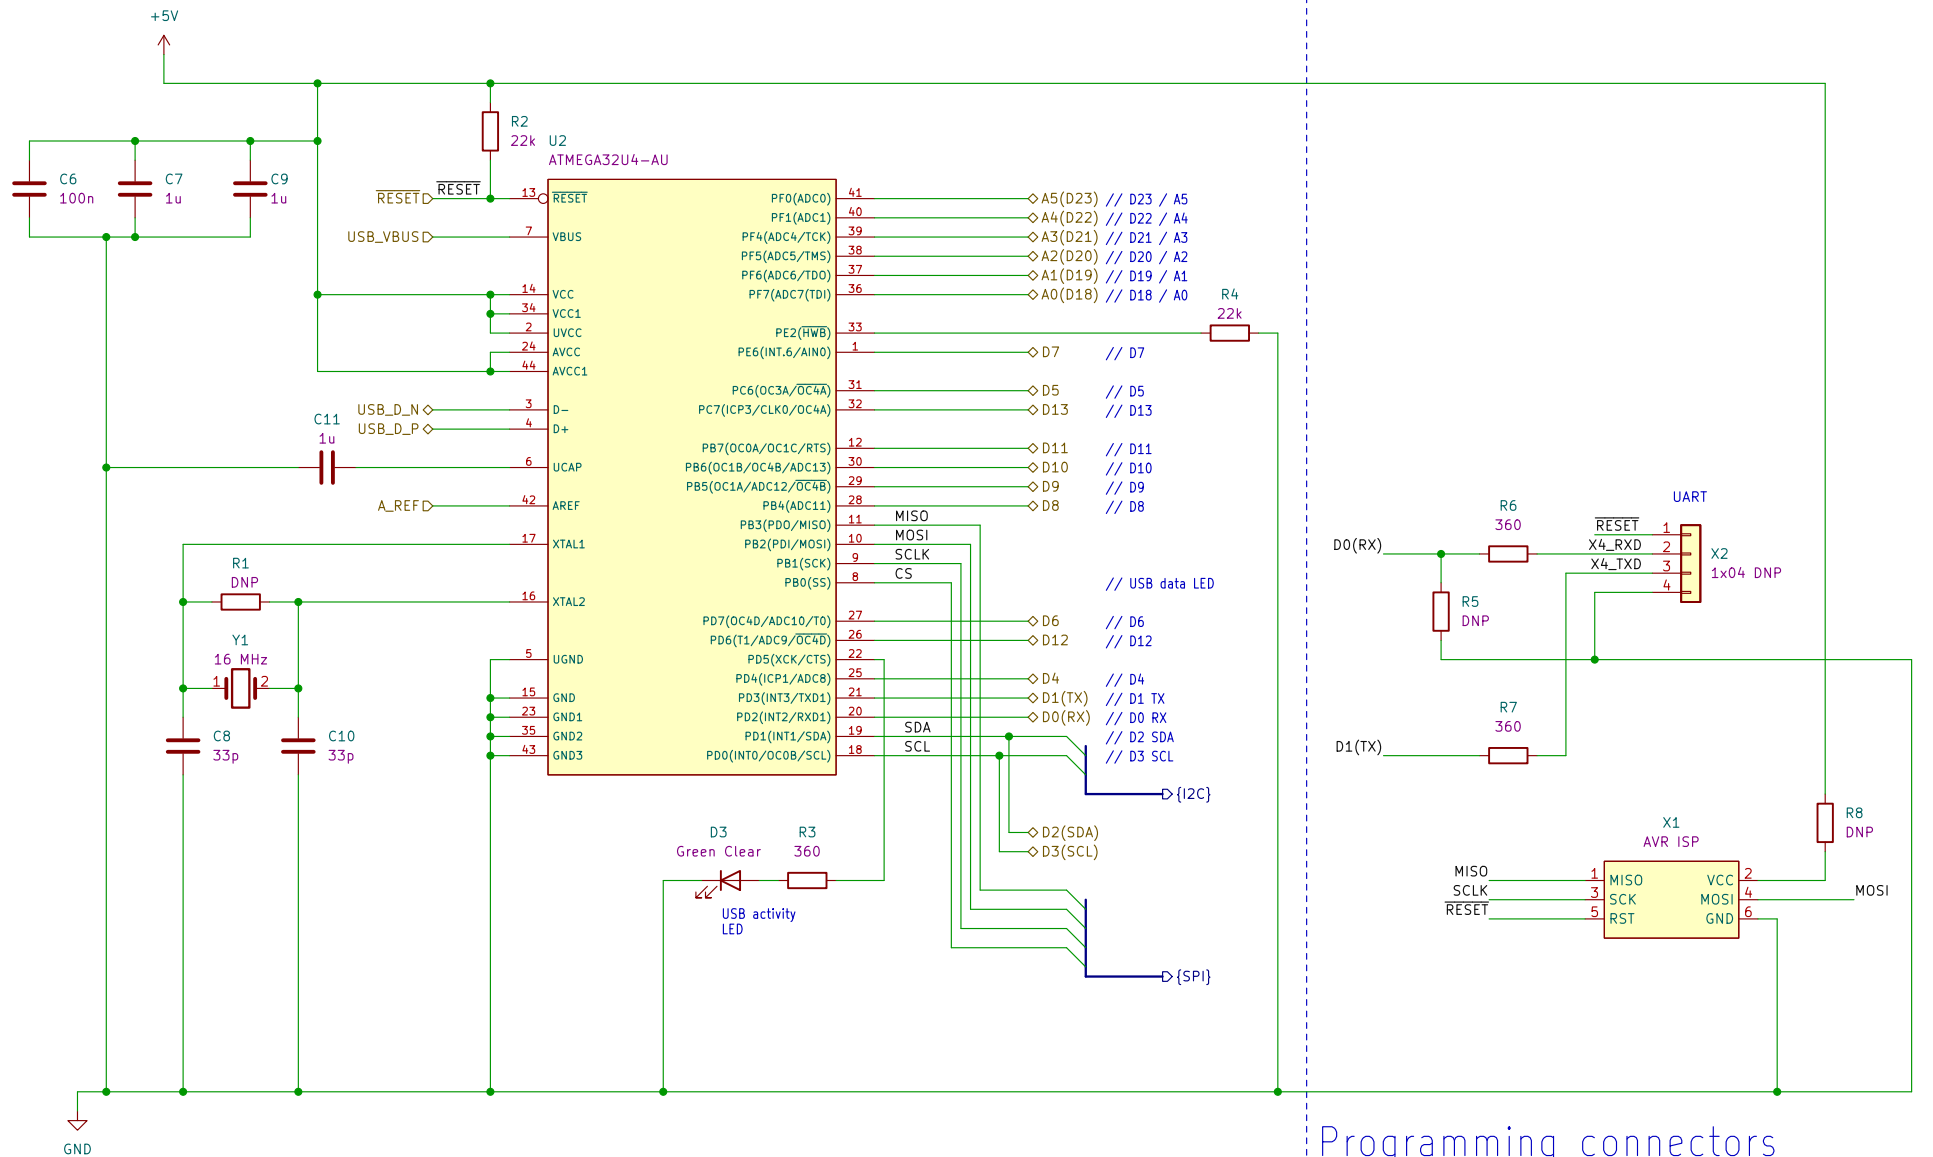 +5V
R2
22k
U2
ATMEGA32U4-AU
C6
100n
C7
1u
C9
1u
RESET
RESET
13
RESET
USB_VBUS
7
VBUS
14
VCC
34
VCC1
2
UVCC
24
AVCC
44
AVCC1
USB_D_N
3
D-
USB_D_P
4
D+
C11
1u
6
UCAP
A_REF
42
AREF
17
XTAL1
R1
DNP
16
XTAL2
Y1
16 MHz
1
2
C8
33p
C10
33p
5
UGND
15
GND
23
GND1
35
GND2
43
GND3
PF0(ADC0)
41
A5(D23)
// D23 / A5
PF1(ADC1)
40
A4(D22)
// D22 / A4
PF4(ADC4/TCK)
39
A3(D21)
// D21 / A3
PF5(ADC5/TMS)
38
A2(D20)
// D20 / A2
PF6(ADC6/TDO)
37
A1(D19)
// D19 / A1
PF7(ADC7(TDI)
36
A0(D18)
// D18 / A0
R4
22k
PE2(HWB)
33
PE6(INT.6/AIN0)
1
D7
// D7
PC6(OC3A/OC4A)
31
D5
// D5
PC7(ICP3/CLK0/OC4A)
32
D13
// D13
PB7(OC0A/OC1C/RTS)
12
D11
// D11
PB6(OC1B/OC4B/ADC13)
30
D10
// D10
PB5(OC1A/ADC12/OC4B)
29
D9
// D9
PB4(ADC11)
28
D8
// D8
PB3(PDO/MISO)
11
MISO
PB2(PDI/MOSI)
10
MOSI
PB1(SCK)
9
SCLK
PB0(SS)
8
CS
// USB data LED
PD7(OC4D/ADC10/T0)
27
D6
// D6
PD6(T1/ADC9/OC4D)
26
D12
// D12
PD5(XCK/CTS)
22
PD4(ICP1/ADC8)
25
D4
// D4
PD3(INT3/TXD1)
21
D1(TX)
// D1 TX
PD2(INT2/RXD1)
20
D0(RX)
// D0 RX
PD1(INT1/SDA)
19
SDA
// D2 SDA
PD0(INT0/OC0B/SCL)
18
SCL
// D3 SCL
{I2C}
D2(SDA)
D3(SCL)
D3
Green Clear
R3
360
USB activity
LED
{SPI}
UART
R6
360
D0(RX)
RESET
1
X4_RXD
2
X4_TXD
3
4
X2
1x04 DNP
R5
DNP
R7
360
D1(TX)
R8
DNP
X1
AVR ISP
MISO
1
MISO
VCC
2
SCLK
3
SCK
MOSI
4
MOSI
RESET
5
RST
GND
6
GND
Programming connectors